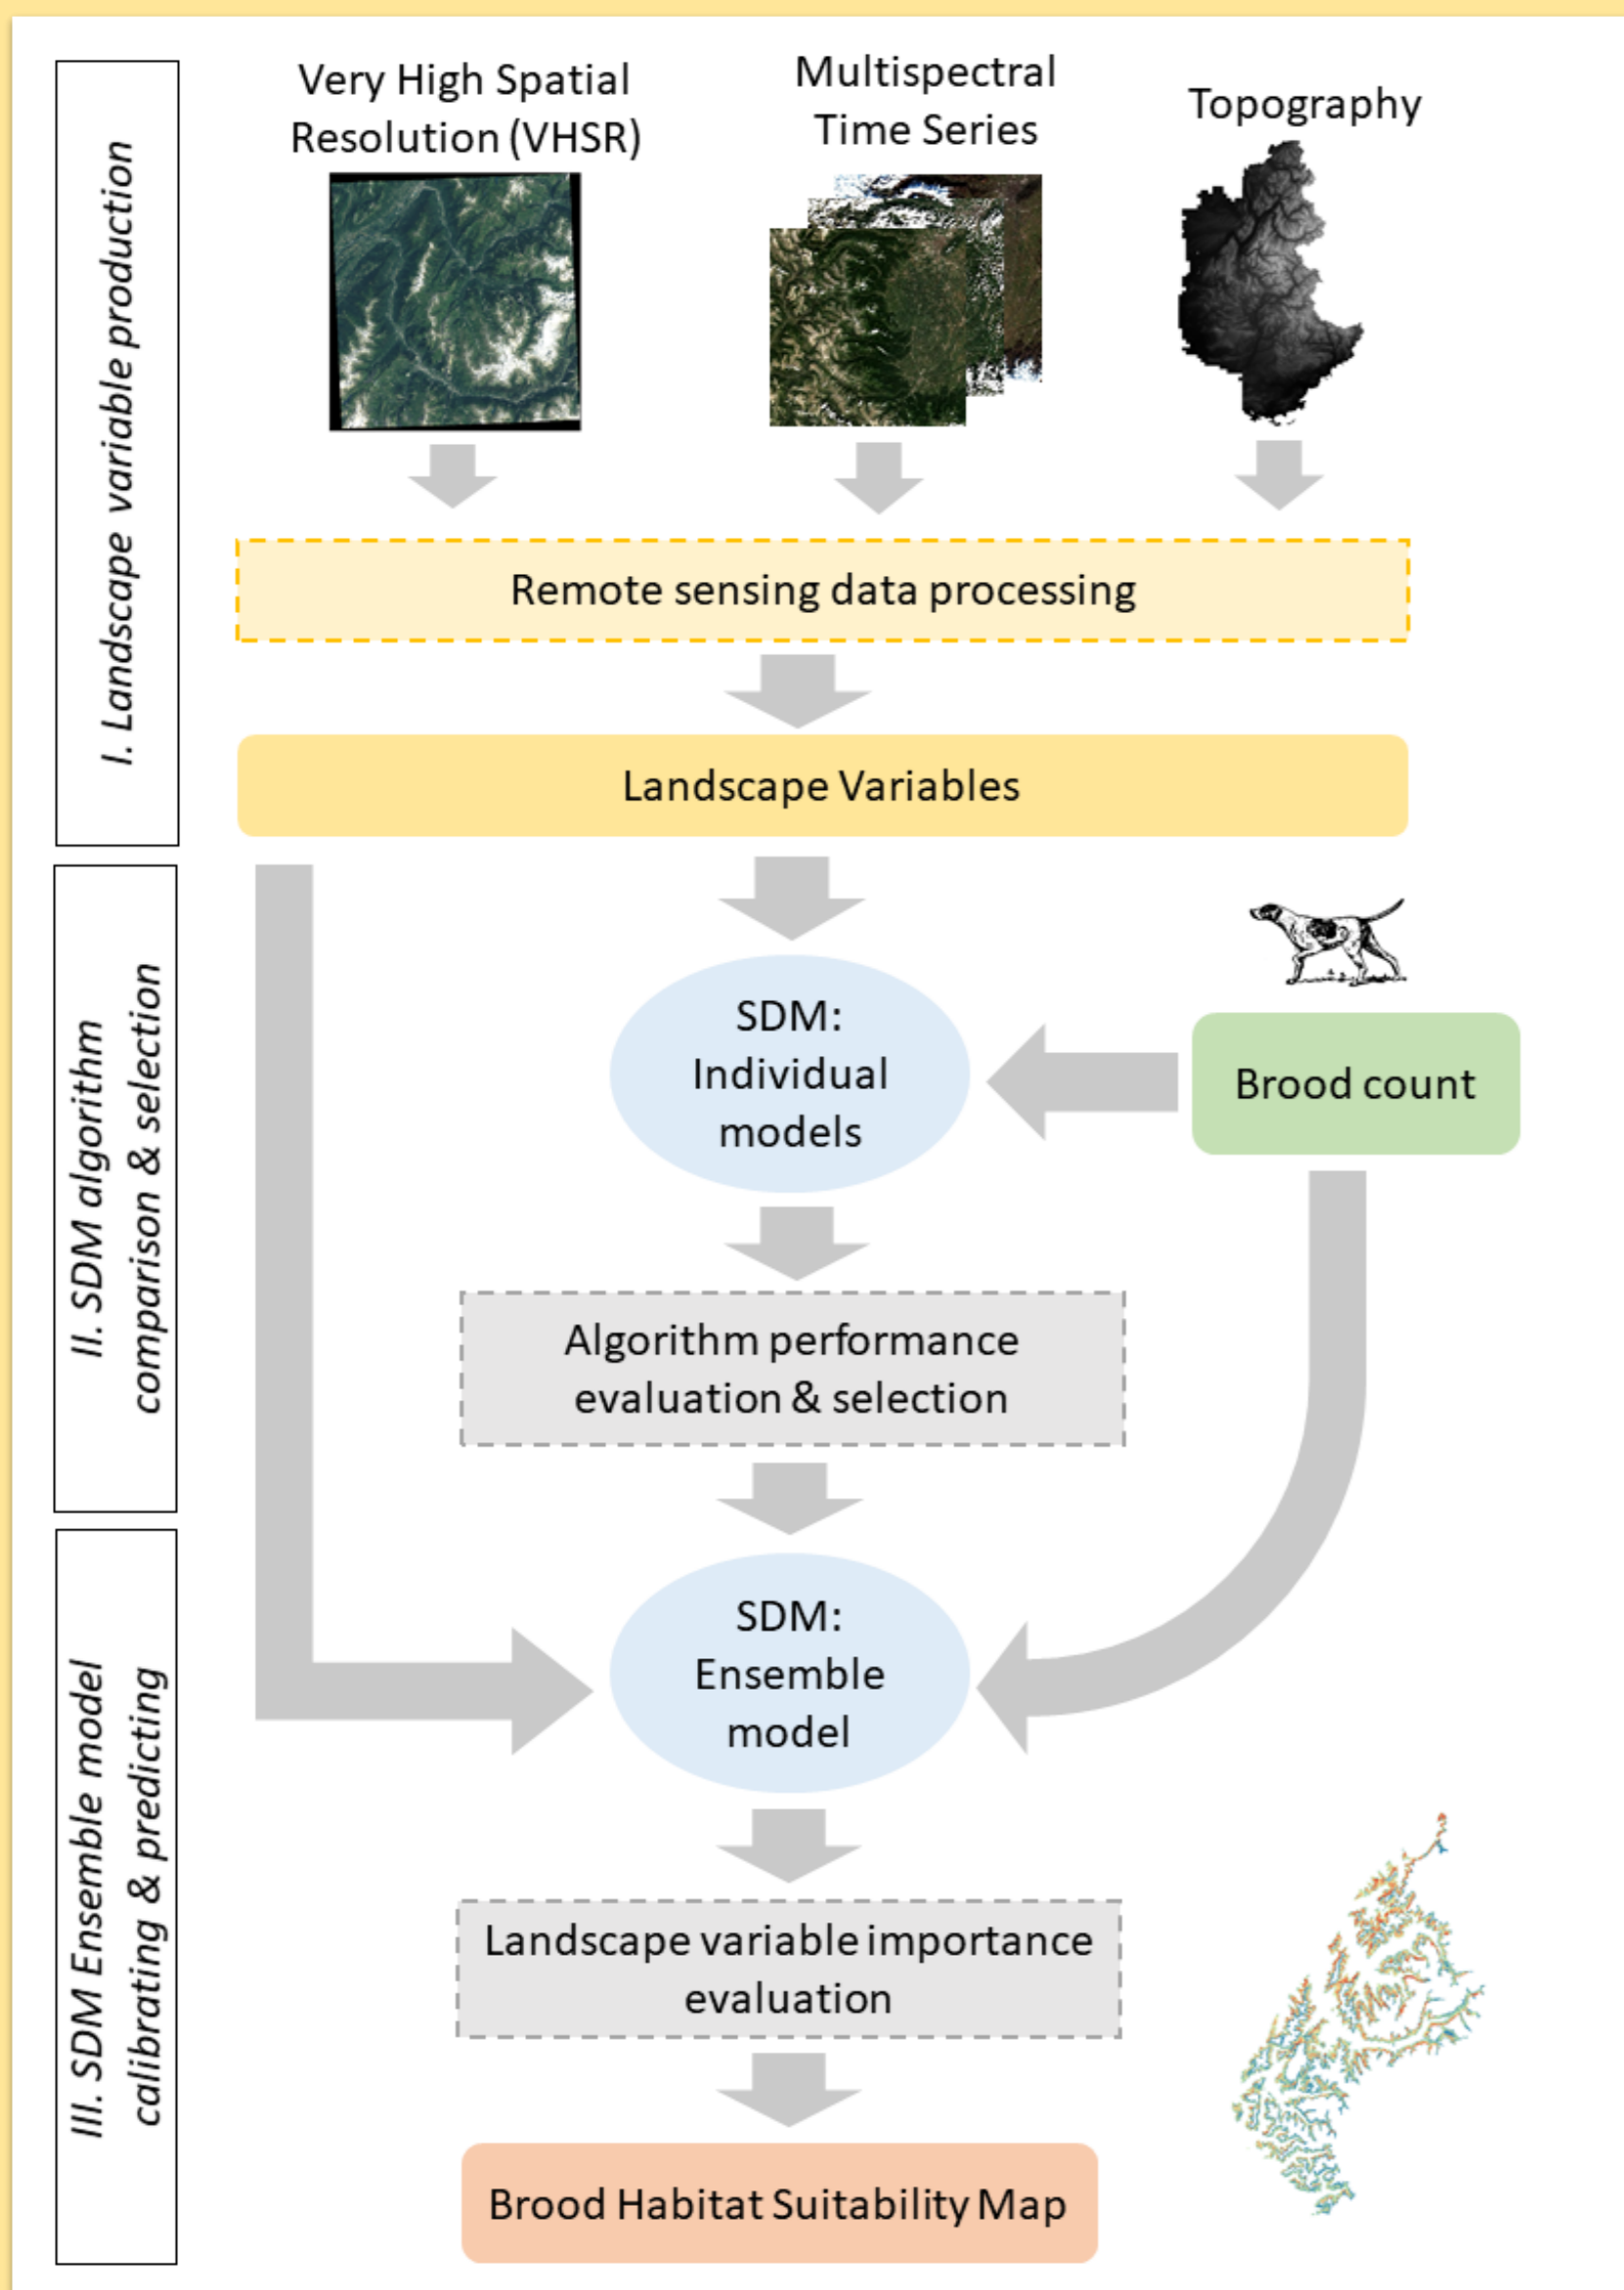 Very High Spatial
Resolution (VHSR)
Multispectral
Time Series
Topography
I. Landscape variable production
Remote sensing data processing
Landscape Variables
II. SDM algorithm
comparison & selection
SDM:
Individual
models
Brood count
Algorithm performance
evaluation & selection
III. SDM Ensemble model
calibrating & predicting
SDM:
Ensemble
model
Landscape variable importance
evaluation
Brood Habitat Suitability Map